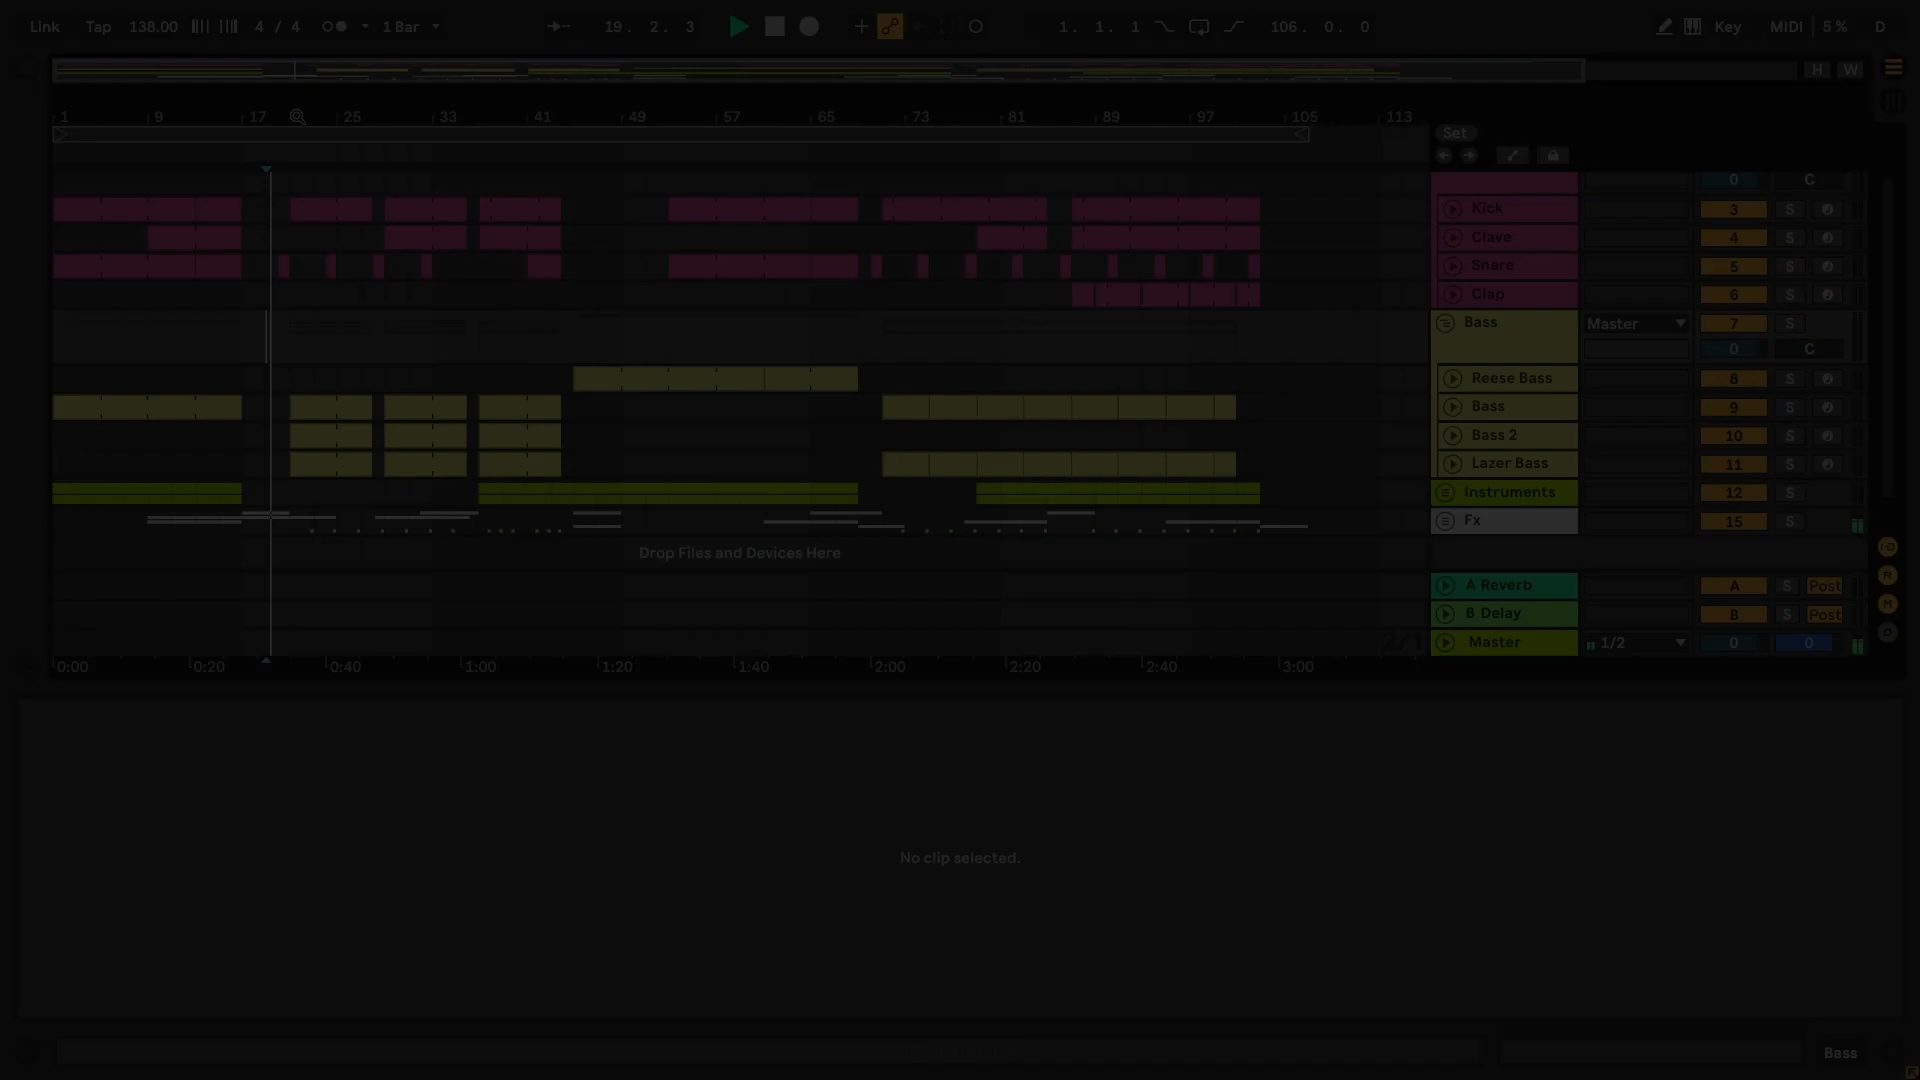 Link Tap 138.00 4 / 4 1 Bar 19. 2. 3 1. 1. 1 106. 0. 0 Key MIDI 5 % D
H W
1 9 17 25 33 41 49 57 65 73 81 89 97 105 113
Set
0 C
Kick 3 S
Clave 4 S
Snare 5 S
Clap 6 S
Bass Master 7 S
0 C
Reese Bass 8 S
Bass 9 S
Bass 2 10 S
Lazer Bass 11 S
Instruments 12 S
Fx 15 S
Drop Files and Devices Here
I·O
A Reverb A S Post
R
B Delay B S Post
M
2/1 Master 1/2 0 0
D
0:00 0:20 0:40 1:00 1:20 1:40 2:00 2:20 2:40 3:00
No clip selected.
Bass